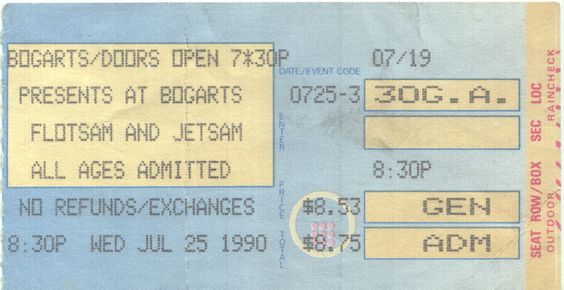 BOGARTS/DOORS OPEN 7*30P 07/19
DATE/EVENT CODE
PRESENTS AT BOGARTS 0725-3 30G.A.
FLOTSAM AND JETSAM ENTER
ALL AGES ADMITTED 8:30P
NO REFUNDS/EXCHANGES PRICE $8.53 GEN
8:30P WED JUL 25 1990 TOTAL $8.75 ADM
SEAT ROW/BOX SEC LOC
OUTDOOR RAINCHECK